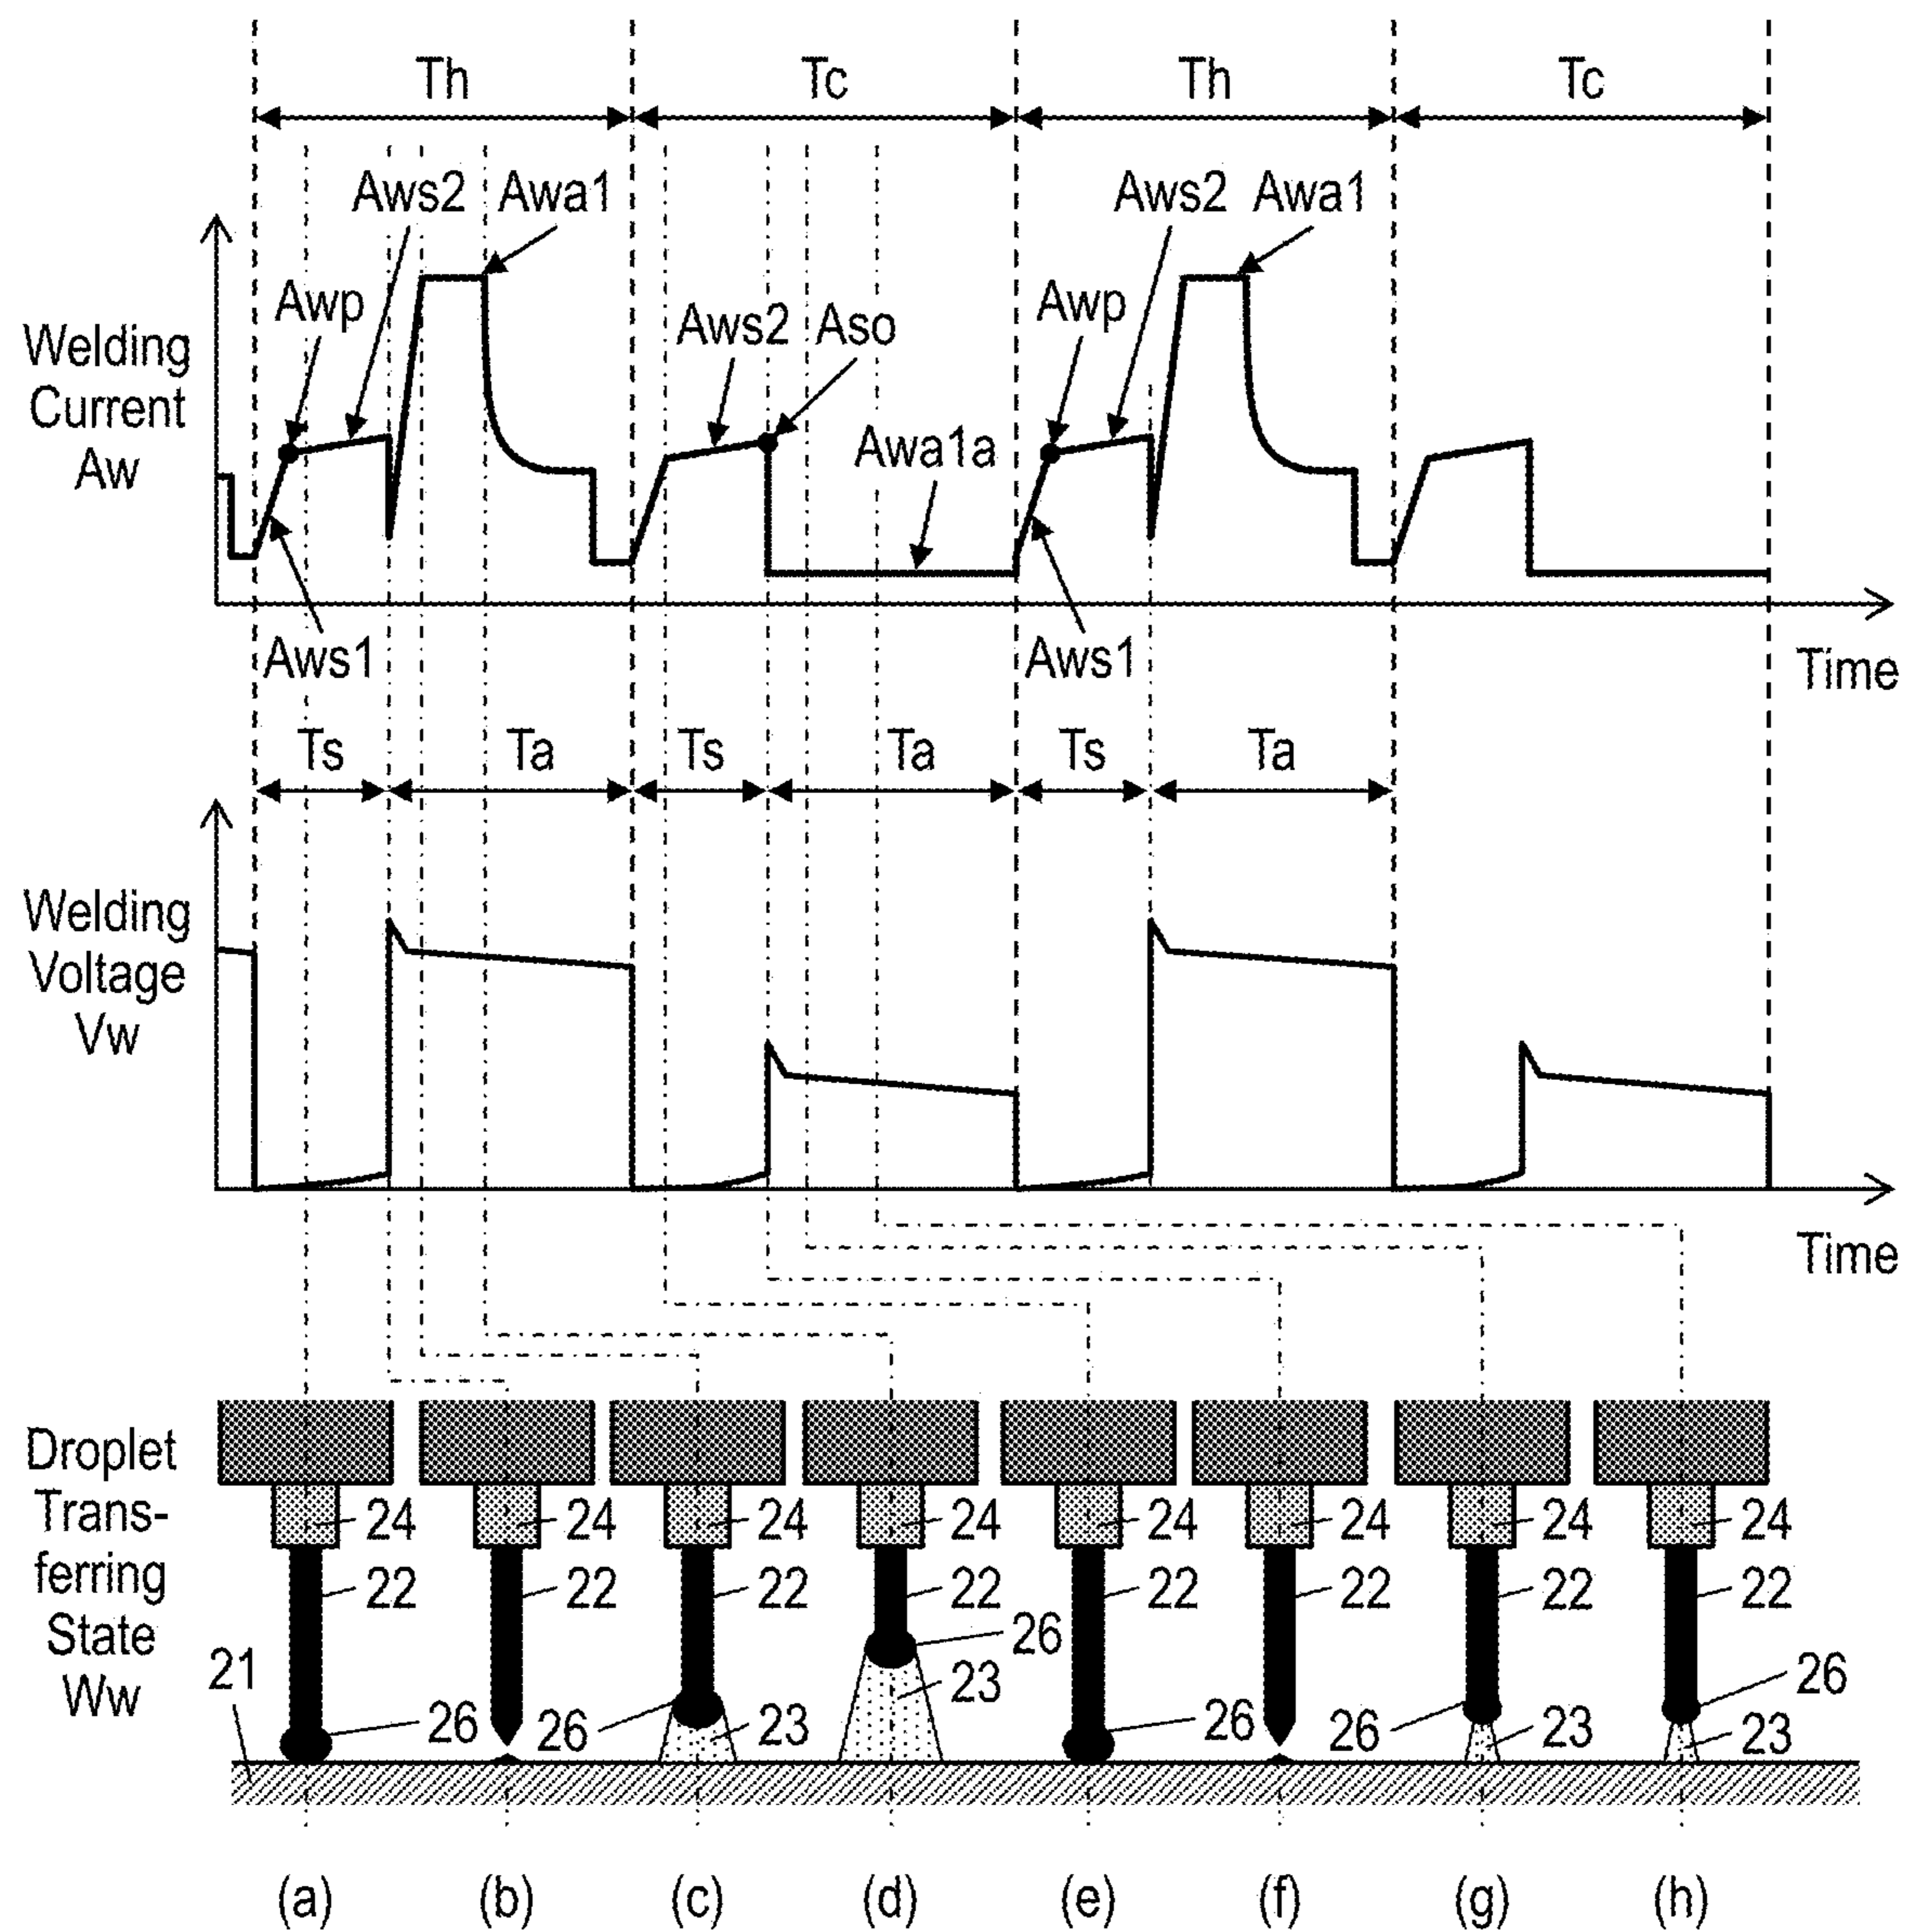 Th Tc Th Tc
Aws2 Awa1 Aws2 Awa1
Awp Aws2 Aso Awp
Welding
Current
Aw
Awa1a
Aws1 Aws1 Time
Ts Ta Ts Ta Ts Ta
Welding
Voltage
Vw
Time
Droplet
Trans-
ferring
State
Ww
24 24 24 24 24 24 24 24
22 22 22 22 22 22 22 22
26
21 23 26
26 26 23 26 26 23 23
(a) (b) (c) (d) (e) (f) (g) (h)